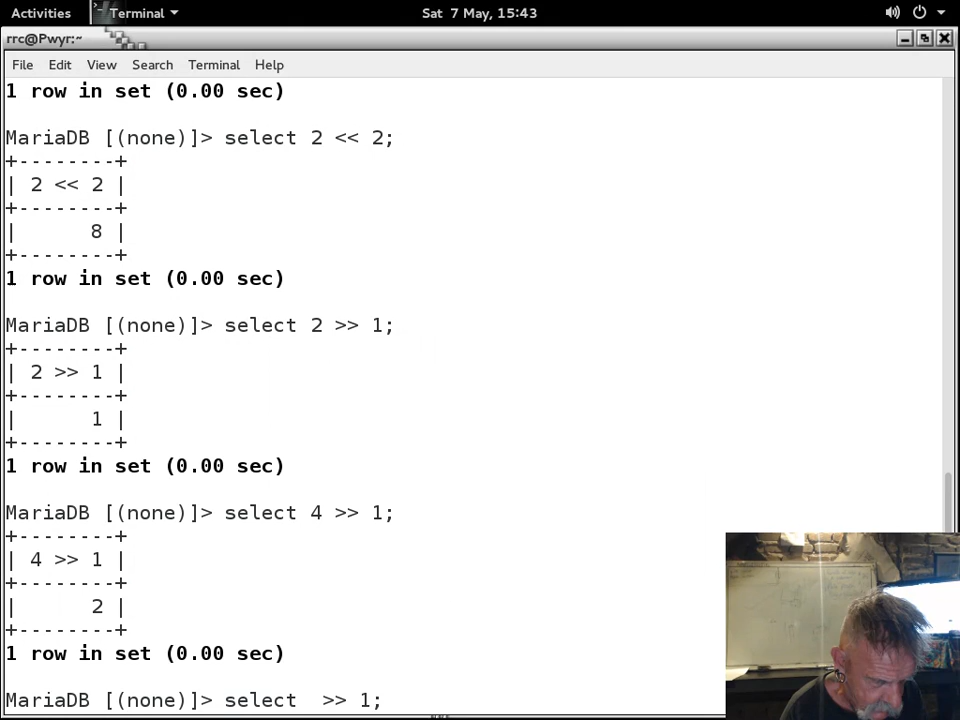 Activities Terminal Sat 7 May, 15:43
rrc@Pwyr:~
File Edit View Search Terminal Help
1 row in set (0.00 sec)
MariaDB [(none)]> select 2 << 2;
+--------+
| 2 << 2 |
+--------+
|      8 |
+--------+
1 row in set (0.00 sec)
MariaDB [(none)]> select 2 >> 1;
+--------+
| 2 >> 1 |
+--------+
|      1 |
+--------+
1 row in set (0.00 sec)
MariaDB [(none)]> select 4 >> 1;
+--------+
| 4 >> 1 |
+--------+
|      2 |
+--------+
1 row in set (0.00 sec)
MariaDB [(none)]> select  >> 1;